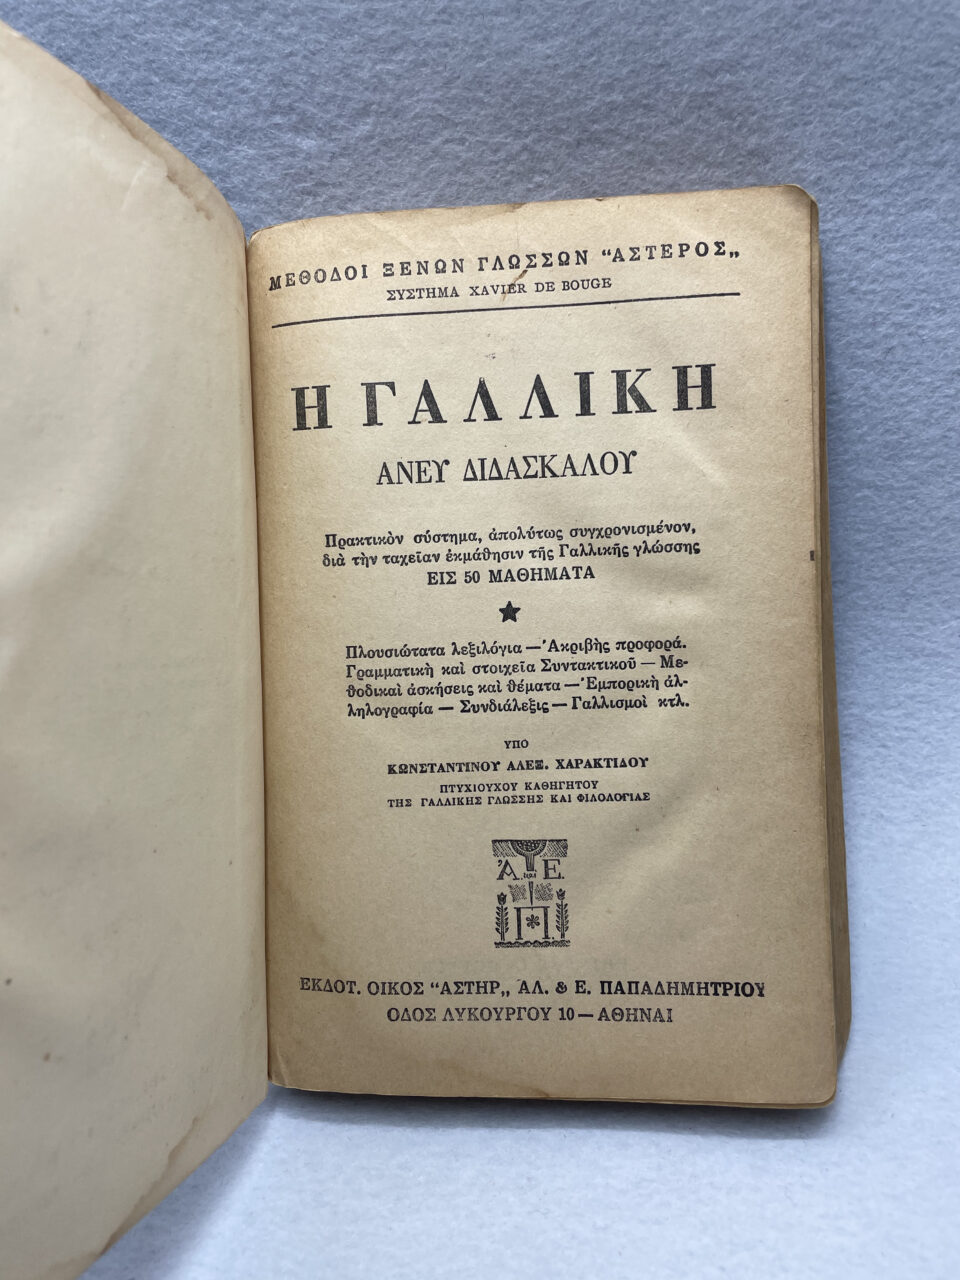 ΜΕΘΟΔΟΙ ΞΕΝΩΝ ΓΛΩΣΣΩΝ "ΑΣΤΕΡΟΣ„
ΣΥΣΤΗΜΑ XAVIER DE BOUGE
Η ΓΑΛΛΙΚΗ
ΑΝΕΥ ΔΙΔΑΣΚΑΛΟΥ
Πρακτικὸν σύστημα, ἀπολύτως συγχρονισμένον,
διὰ τὴν ταχεῖαν ἐκμάθησιν τῆς Γαλλικῆς γλώσσης
ΕΙΣ 50 ΜΑΘΗΜΑΤΑ
★
Πλουσιώτατα λεξιλόγια — Ἀκριβὴς προφορά.
Γραμματικὴ καὶ στοιχεῖα Συντακτικοῦ — Με-
θοδικαὶ ἀσκήσεις καὶ θέματα — Ἐμπορικὴ ἀλ-
ληλογραφία — Συνδιάλεξις — Γαλλισμοὶ κτλ.
ΥΠΟ
ΚΩΝΣΤΑΝΤΙΝΟΥ ΑΛΕΞ. ΧΑΡΑΚΤΙΔΟΥ
ΠΤΥΧΙΟΥΧΟΥ ΚΑΘΗΓΗΤΟΥ
ΤΗΣ ΓΑΛΛΙΚΗΣ ΓΛΩΣΣΗΣ ΚΑΙ ΦΙΛΟΛΟΓΙΑΣ
Ἀ. καὶ Ε.
Π.
ΕΚΔΟΤ. ΟΙΚΟΣ "ΑΣΤΗΡ„ ΑΛ. & Ε. ΠΑΠΑΔΗΜΗΤΡΙΟΥ
ΟΔΟΣ ΛΥΚΟΥΡΓΟΥ 10 — ΑΘΗΝΑΙ